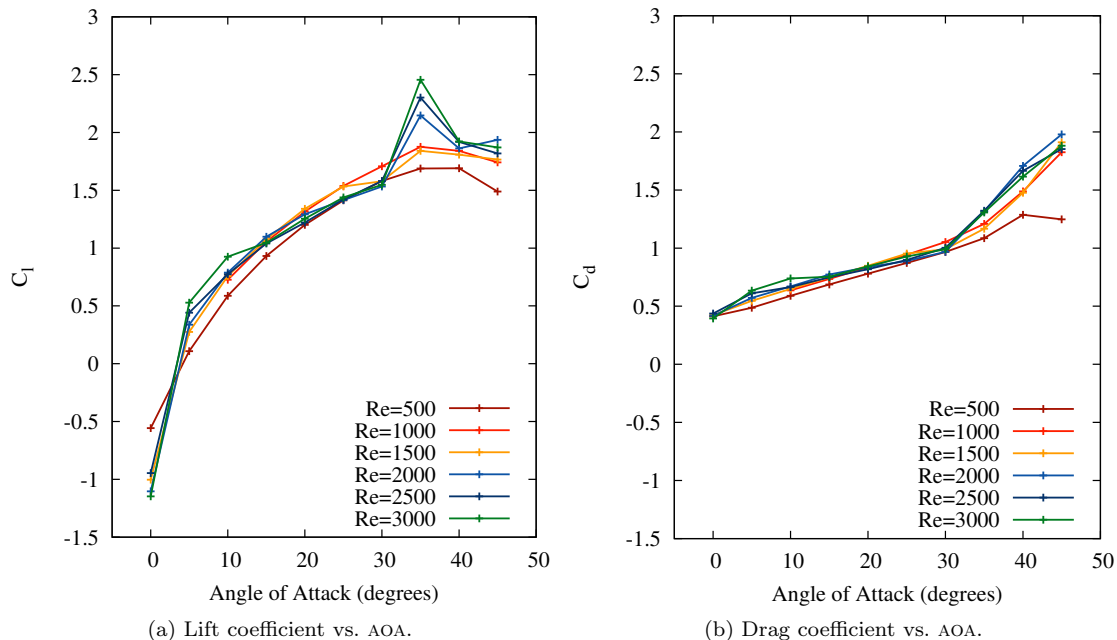 3
2.5
2
1.5
1
0.5
0
-0.5
-1
-1.5
C_l
0 10 20 30 40 50
Angle of Attack (degrees)
Re=500
Re=1000
Re=1500
Re=2000
Re=2500
Re=3000
(a) Lift coefficient vs. AOA.
3
2.5
2
1.5
1
0.5
0
-0.5
-1
-1.5
C_d
0 10 20 30 40 50
Angle of Attack (degrees)
Re=500
Re=1000
Re=1500
Re=2000
Re=2500
Re=3000
(b) Drag coefficient vs. AOA.